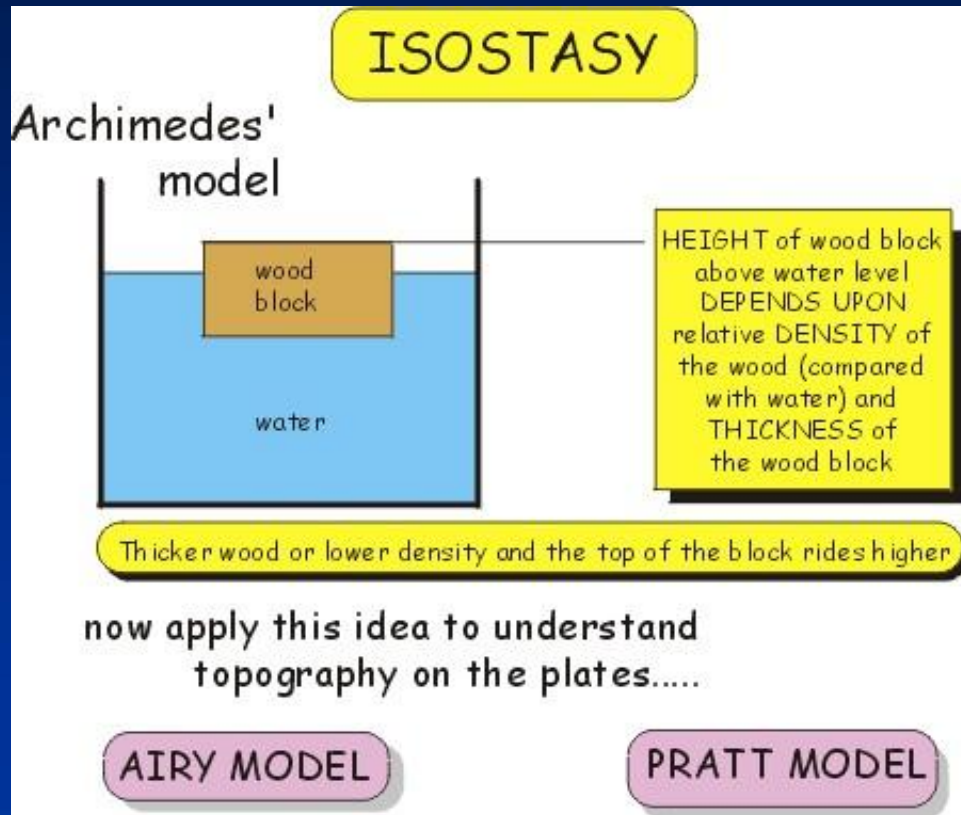 ISOSTASY
Archimedes'
model
wood
block
water
HEIGHT of wood block
above water level
DEPENDS UPON
relative DENSITY of
the wood (compared
with water) and
THICKNESS of
the wood block
Thicker wood or lower density and the top of the block rides higher
now apply this idea to understand
topography on the plates.....
AIRY MODEL
PRATT MODEL